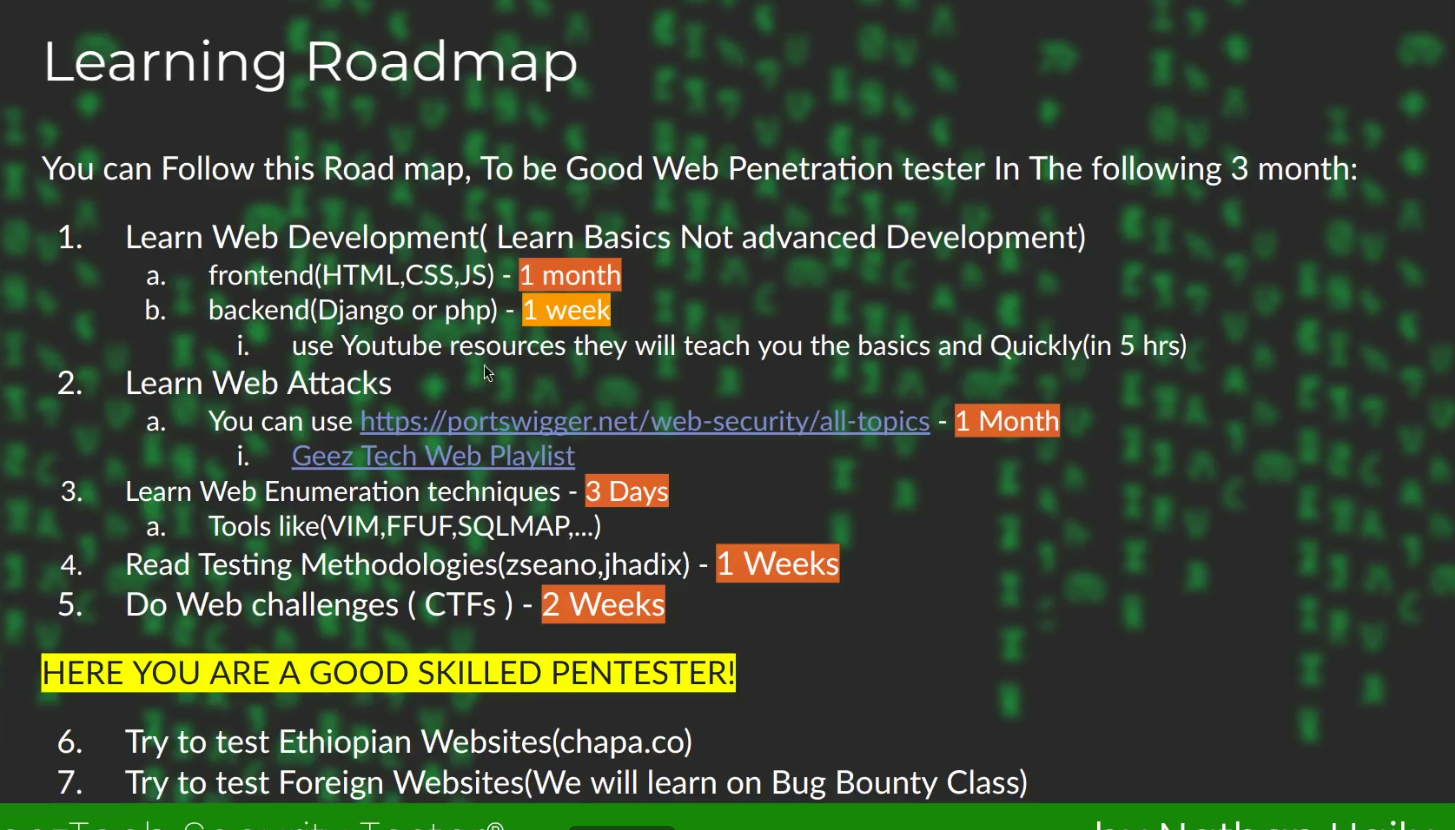 Learning Roadmap
You can Follow this Road map, To be Good Web Penetration tester In The following 3 month:
1. Learn Web Development( Learn Basics Not advanced Development)
a. frontend(HTML,CSS,JS) - 1 month
b. backend(Django or php) - 1 week
i. use Youtube resources they will teach you the basics and Quickly(in 5 hrs)
2. Learn Web Attacks
a. You can use https://portswigger.net/web-security/all-topics - 1 Month
i. Geez Tech Web Playlist
3. Learn Web Enumeration techniques - 3 Days
a. Tools like(VIM,FFUF,SQLMAP,...)
4. Read Testing Methodologies(zseano,jhadix) - 1 Weeks
5. Do Web challenges ( CTFs ) - 2 Weeks
HERE YOU ARE A GOOD SKILLED PENTESTER!
6. Try to test Ethiopian Websites(chapa.co)
7. Try to test Foreign Websites(We will learn on Bug Bounty Class)